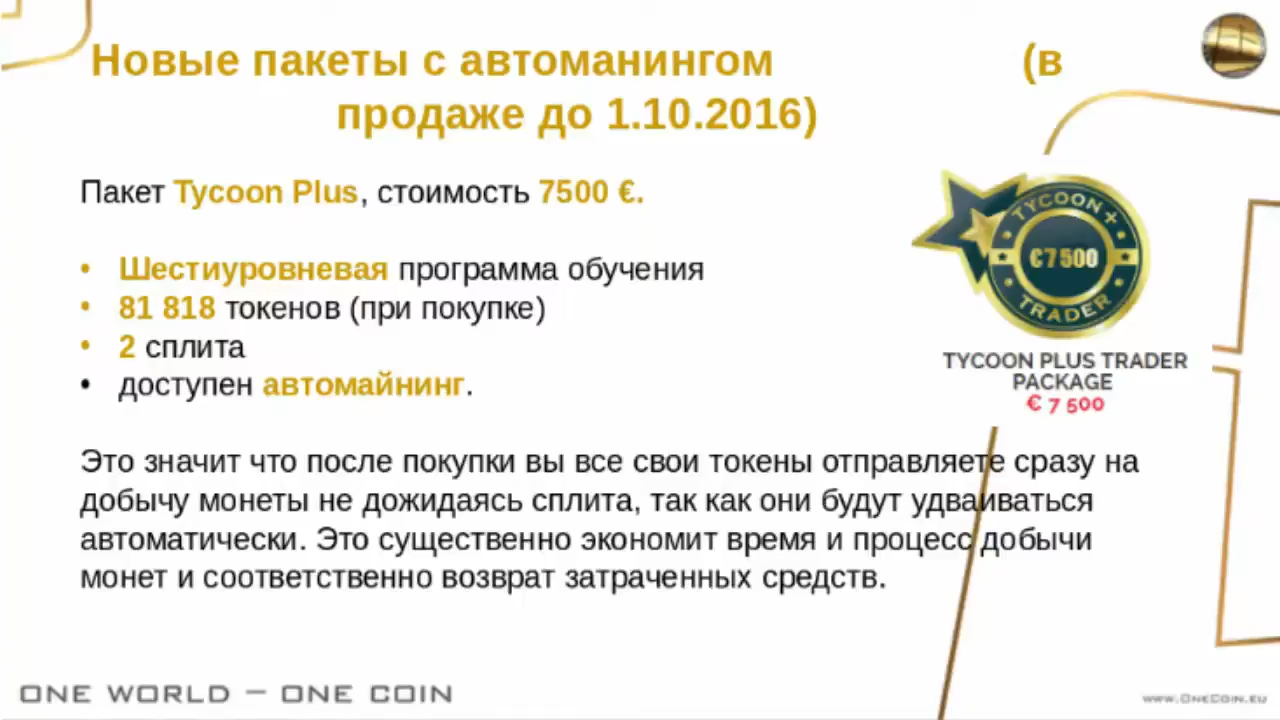 Новые пакеты с автоманингом (в
продаже до 1.10.2016)
Пакет Tycoon Plus, стоимость 7500 €.
• Шестиуровневая программа обучения
• 81 818 токенов (при покупке)
• 2 сплита
• доступен автомайнинг.
TYCOON +
€7500
TRADER
TYCOON PLUS TRADER
PACKAGE
€ 7 500
Это значит что после покупки вы все свои токены отправляете сразу на
добычу монеты не дожидаясь сплита, так как они будут удваиваться
автоматически. Это существенно экономит время и процесс добычи
монет и соответственно возврат затраченных средств.
ONE WORLD – ONE COIN
www.OneCoin.eu